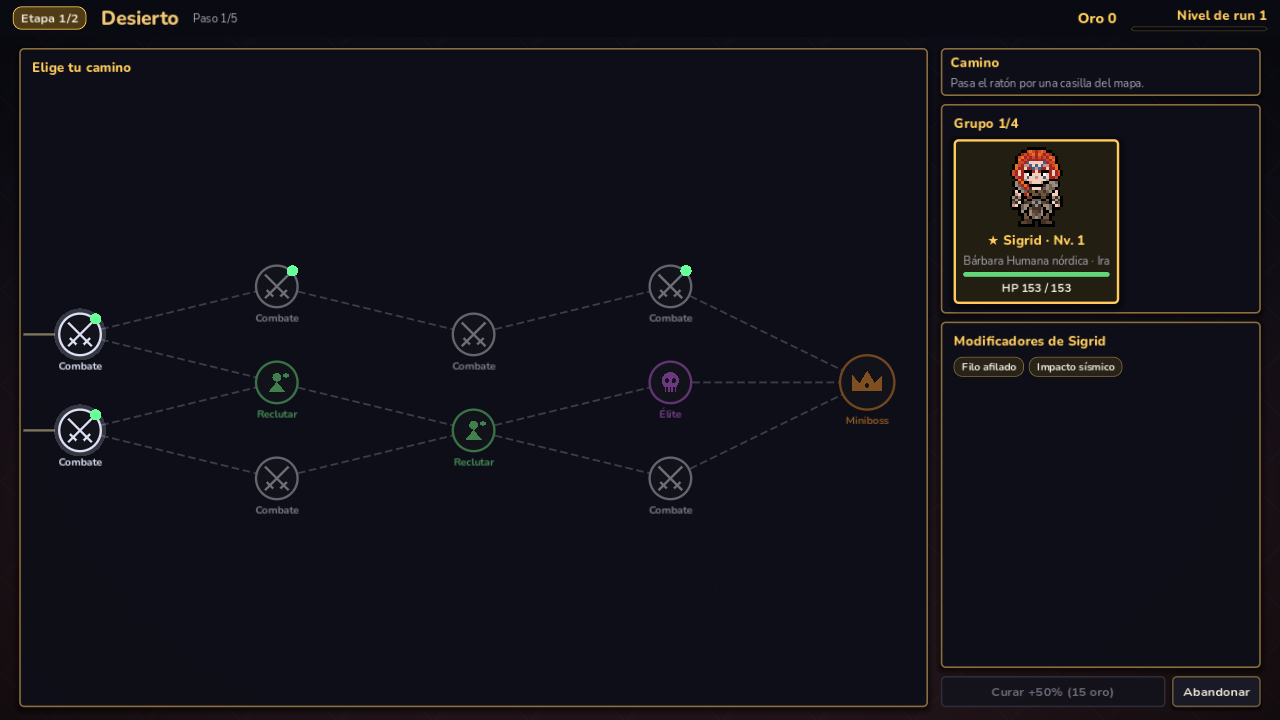 Etapa 1/2
Desierto
Paso 1/5
Oro 0
Nivel de run 1
Elige tu camino
Combate
Combate
Combate
Reclutar
Combate
Combate
Reclutar
Combate
Élite
Combate
Miniboss
Camino
Pasa el ratón por una casilla del mapa.
Grupo 1/4
★ Sigrid · Nv. 1
Bárbara Humana nórdica · Ira
HP 153 / 153
Modificadores de Sigrid
Filo afilado
Impacto sísmico
Curar +50% (15 oro)
Abandonar